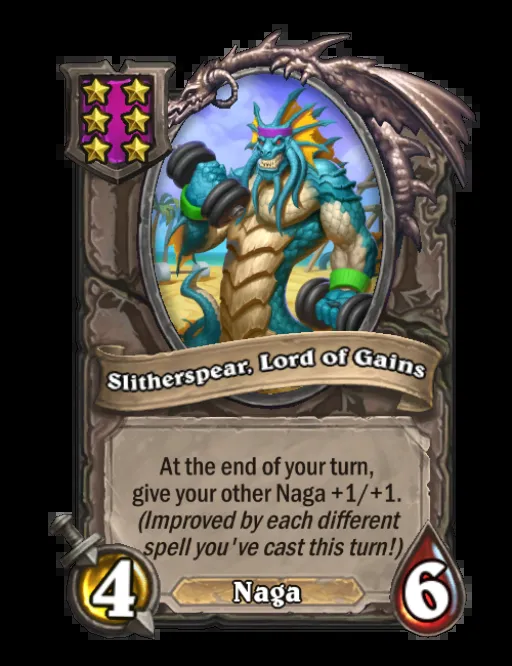 Slitherspear, Lord of Gains
At the end of your turn,
give your other Naga +1/+1.
(Improved by each different
spell you've cast this turn!)
4
Naga
6